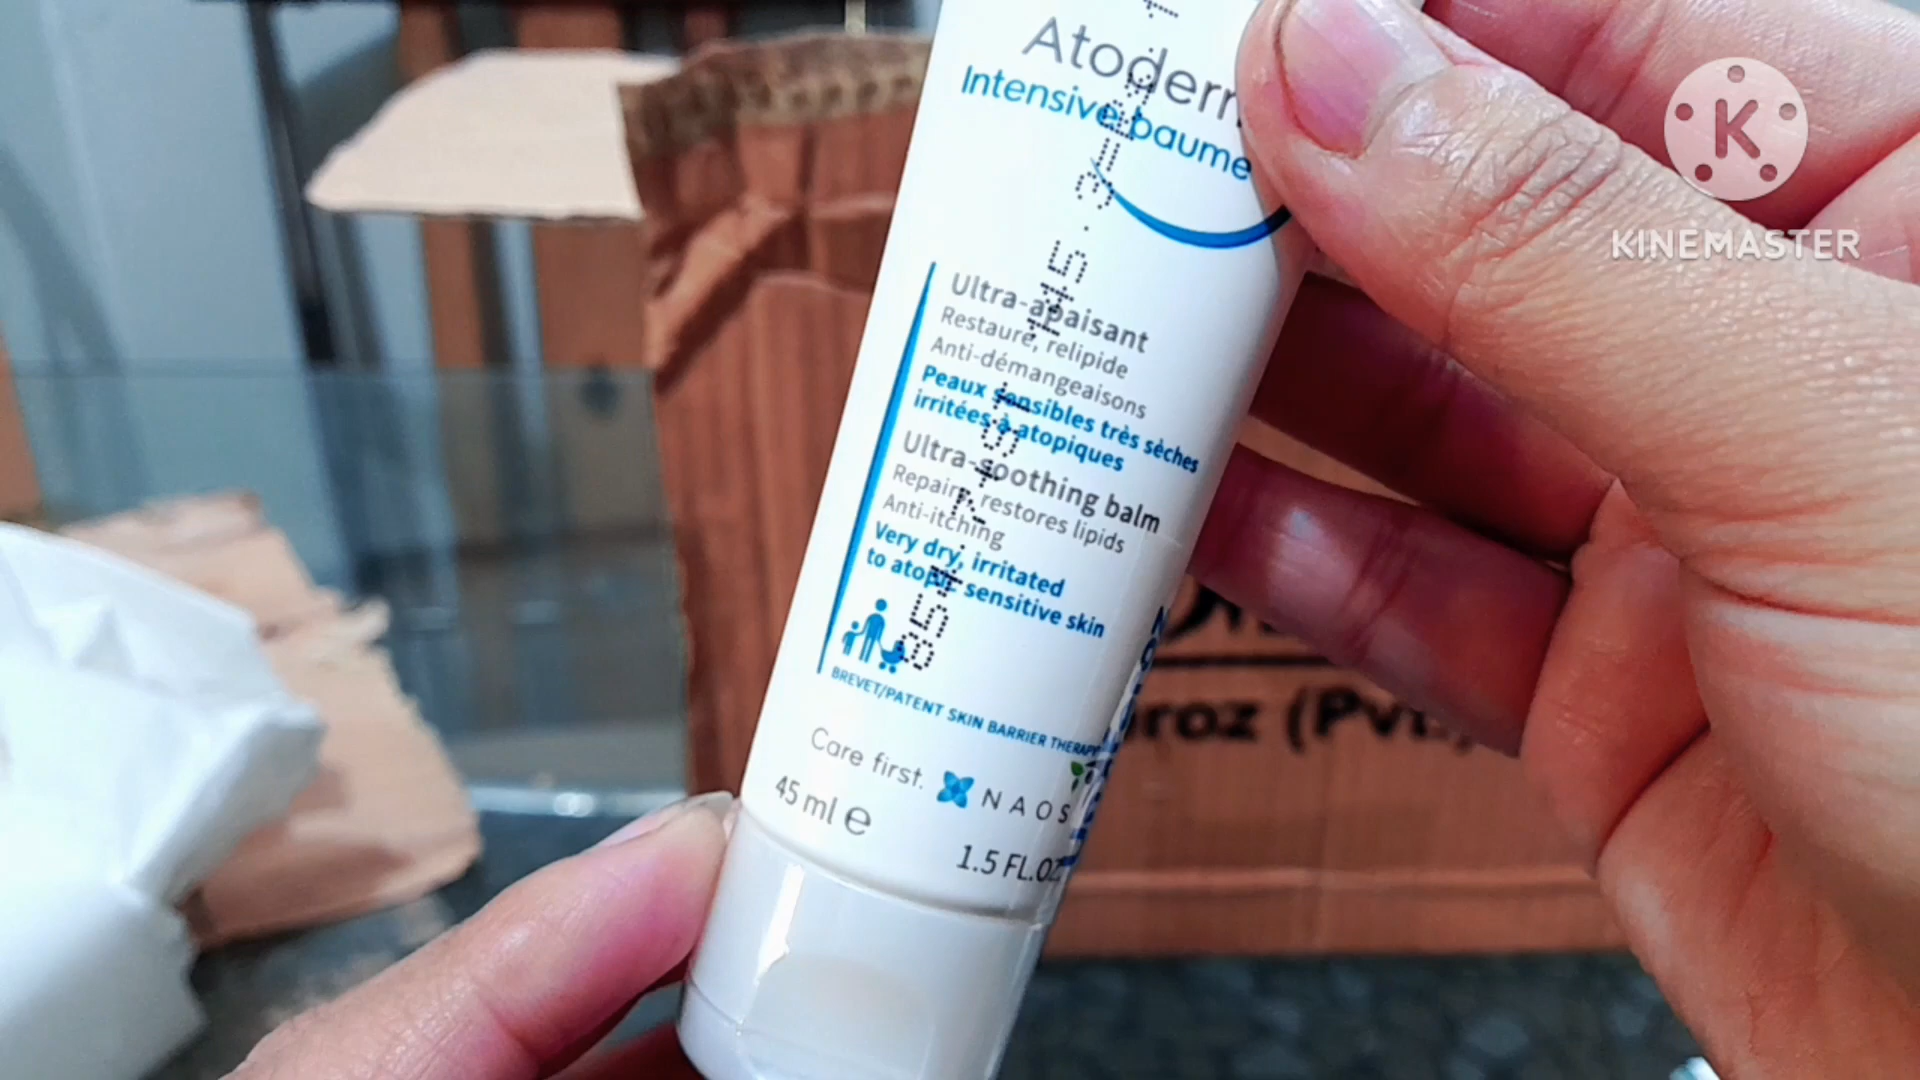 Atoderm
Intensive baume
Ultra-apaisant
Restaure, relipide
Anti-démangeaisons
Peaux sensibles très sèches
irritées à atopiques
Ultra-soothing balm
Repairs, restores lipids
Anti-itching
Very dry, irritated
to atopic sensitive skin
BREVET/PATENT SKIN BARRIER THERAPY
Care first. NAOS
45 ml e
1.5 FL.OZ
K
KINEMASTER